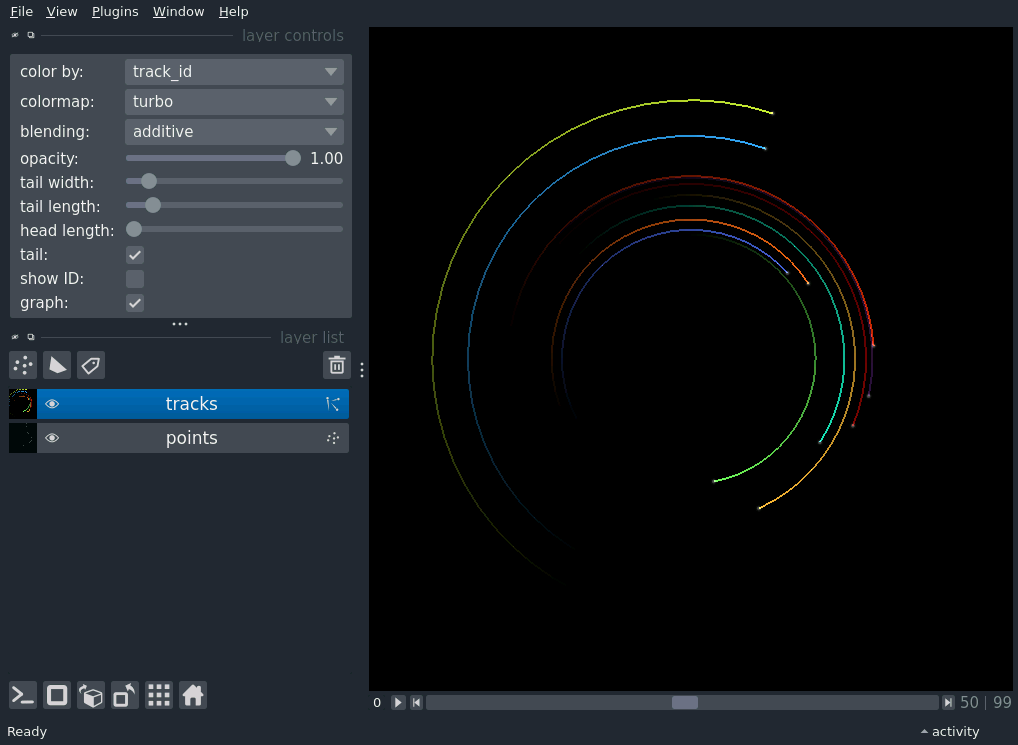 File View Plugins Window Help
layer controls
color by: track_id
colormap: turbo
blending: additive
opacity: 1.00
tail width:
tail length:
head length:
tail:
show ID:
graph:
layer list
tracks
points
0 50 | 99
Ready activity